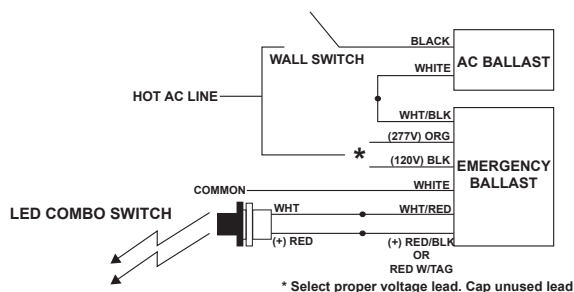 BLACK
WALL SWITCH
AC BALLAST
WHITE
HOT AC LINE
WHT/BLK
(277V) ORG
*
(120V) BLK
EMERGENCY
BALLAST
COMMON
WHITE
LED COMBO SWITCH
WHT
WHT/RED
(+) RED
(+) RED/BLK
OR
RED W/TAG
* Select proper voltage lead. Cap unused lead